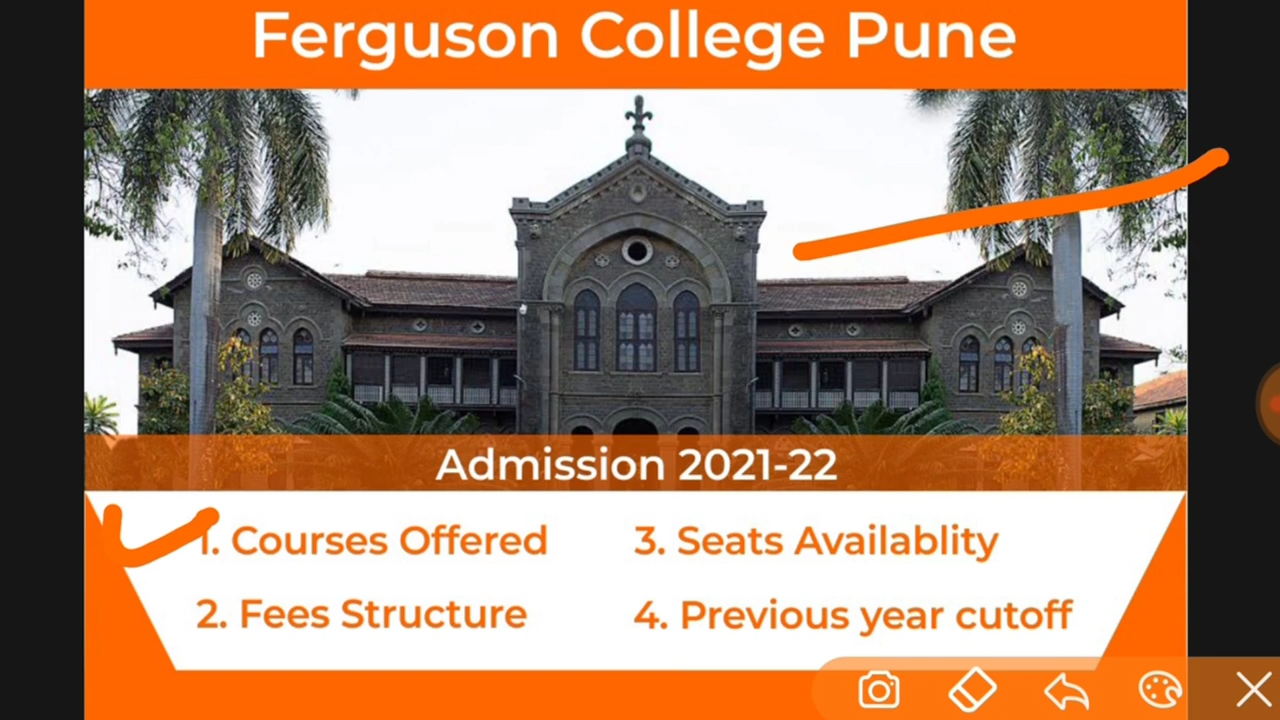 Ferguson College Pune
Admission 2021-22
1. Courses Offered
2. Fees Structure
3. Seats Availablity
4. Previous year cutoff